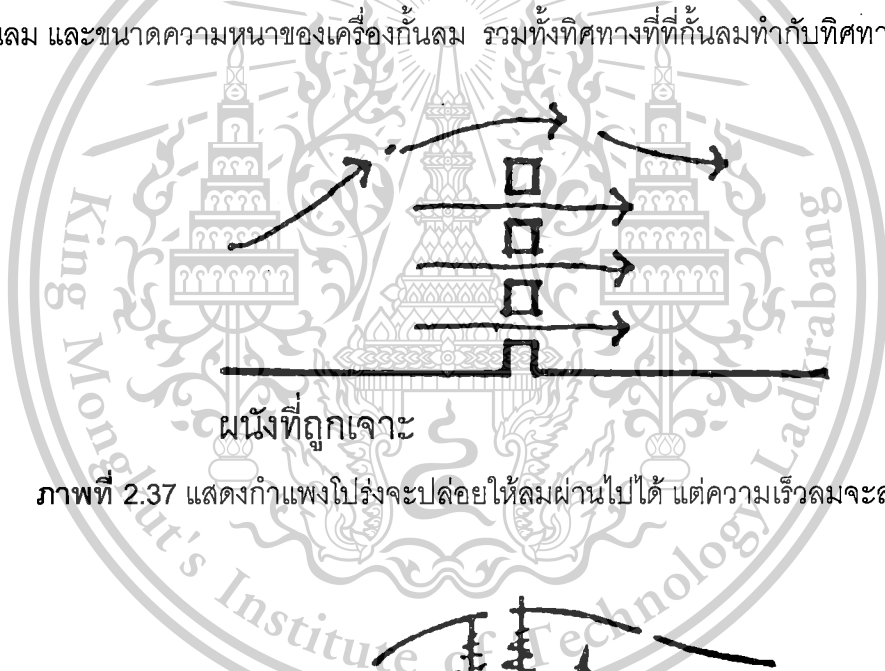 นลม และขนาดความหนาของเครื่องกั้นลม รวมทั้งทิศทางที่ที่กั้นลมทำกับทิศทา
ผนังที่ถูกเจาะ
ภาพที่ 2.37 แสดงกำแพงโปร่งจะปล่อยให้ลมผ่านไปได้ แต่ความเร็วลมจะล
King Mongkut's Institute of Technology Ladkrabang